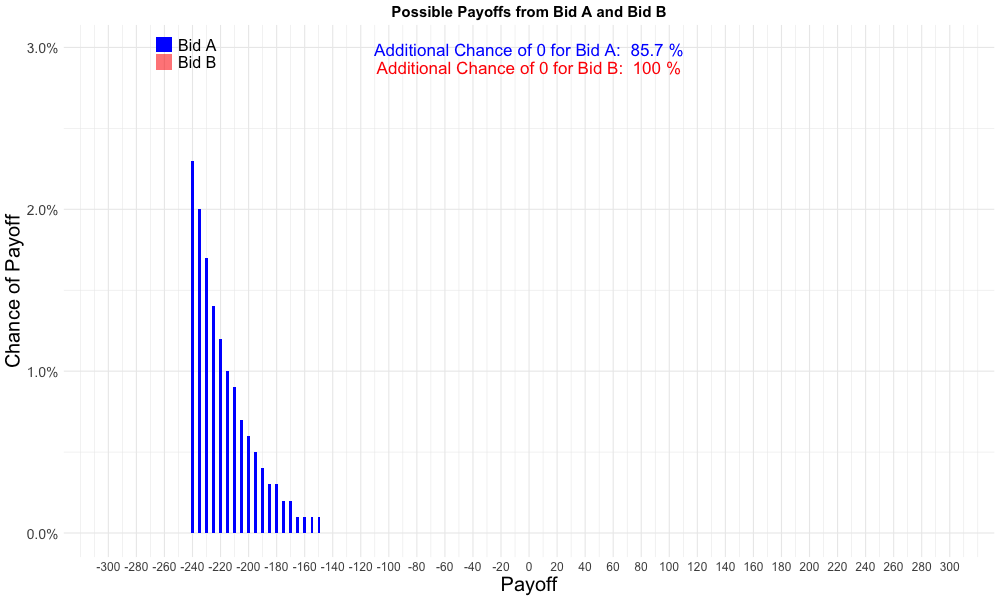 Possible Payoffs from Bid A and Bid B
Bid A
Bid B
Additional Chance of 0 for Bid A: 85.7 %
Additional Chance of 0 for Bid B: 100 %
Chance of Payoff
3.0%
2.0%
1.0%
0.0%
-300 -280 -260 -240 -220 -200 -180 -160 -140 -120 -100 -80 -60 -40 -20 0 20 40 60 80 100 120 140 160 180 200 220 240 260 280 300
Payoff